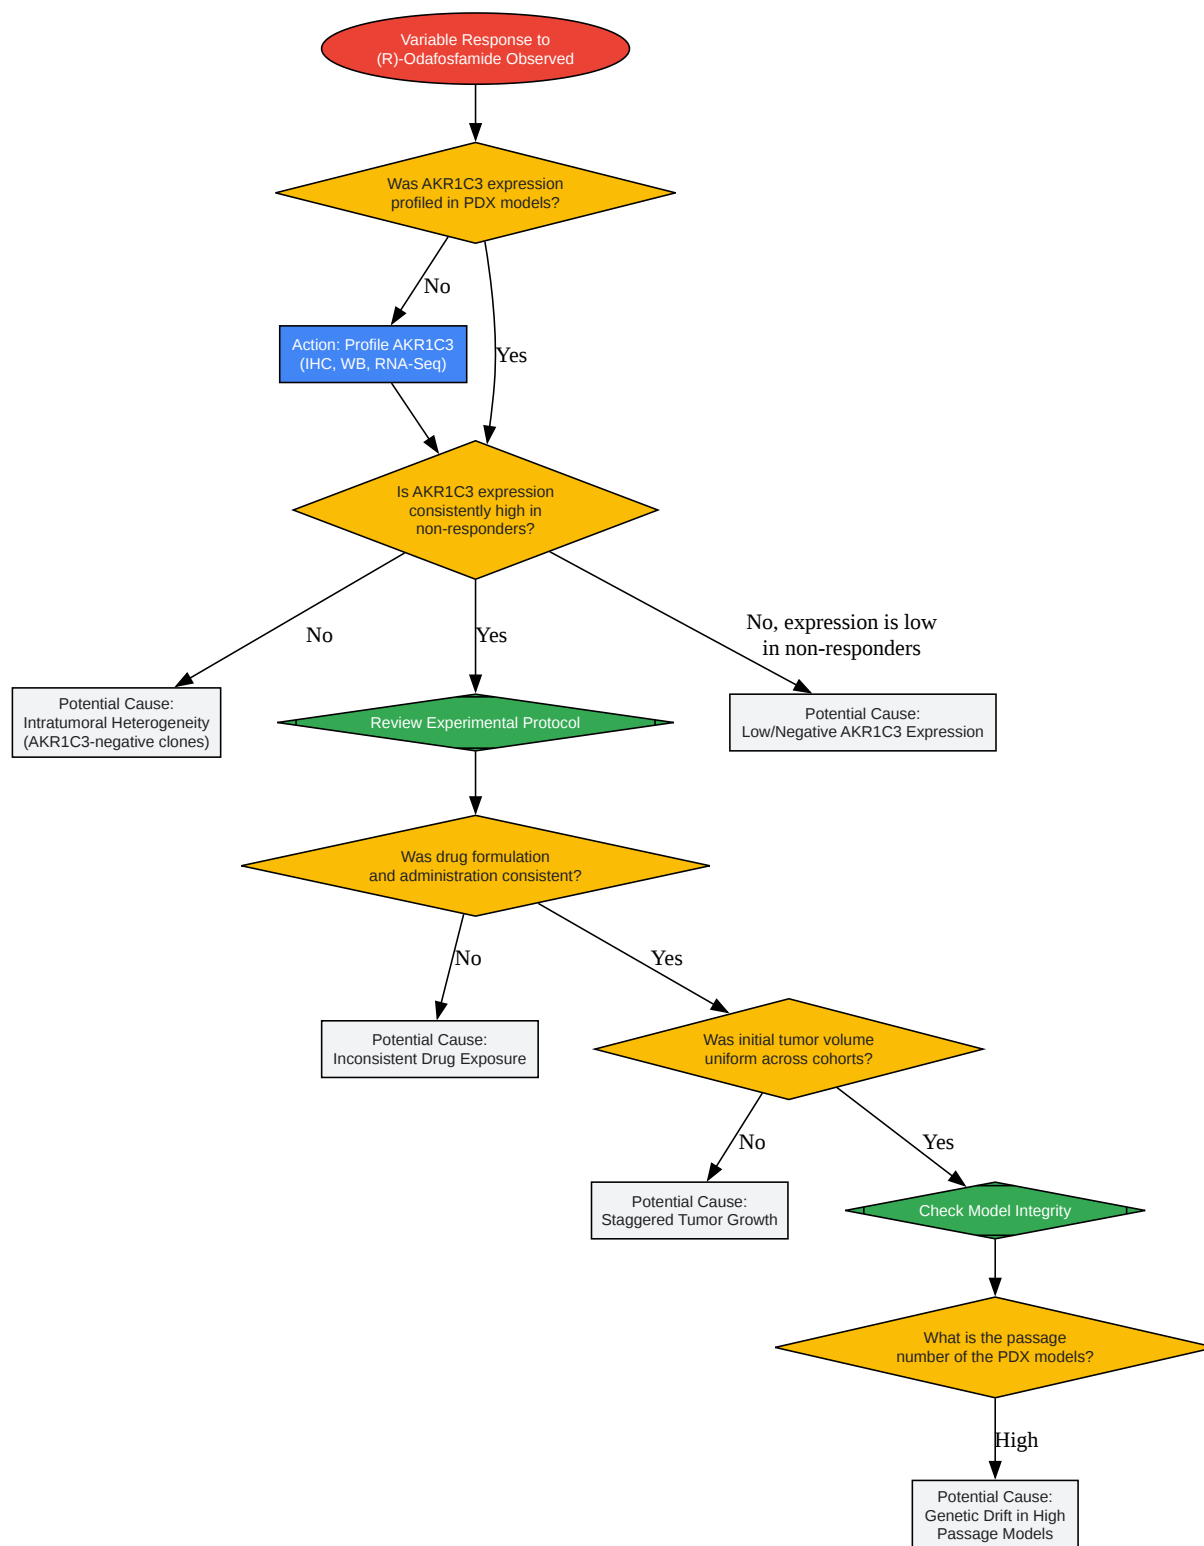 Variable Response to
(R)-Odafosfamide Observed
Was AKR1C3 expression
profiled in PDX models?
No
Action: Profile AKR1C3
(IHC, WB, RNA-Seq)
Yes
Is AKR1C3 expression
consistently high in
non-responders?
No
Yes
No, expression is low
in non-responders
Potential Cause:
Intratumoral Heterogeneity
(AKR1C3-negative clones)
Review Experimental Protocol
Potential Cause:
Low/Negative AKR1C3 Expression
Was drug formulation
and administration consistent?
No
Yes
Potential Cause:
Inconsistent Drug Exposure
Was initial tumor volume
uniform across cohorts?
No
Yes
Potential Cause:
Staggered Tumor Growth
Check Model Integrity
What is the passage
number of the PDX models?
High
Potential Cause:
Genetic Drift in High
Passage Models